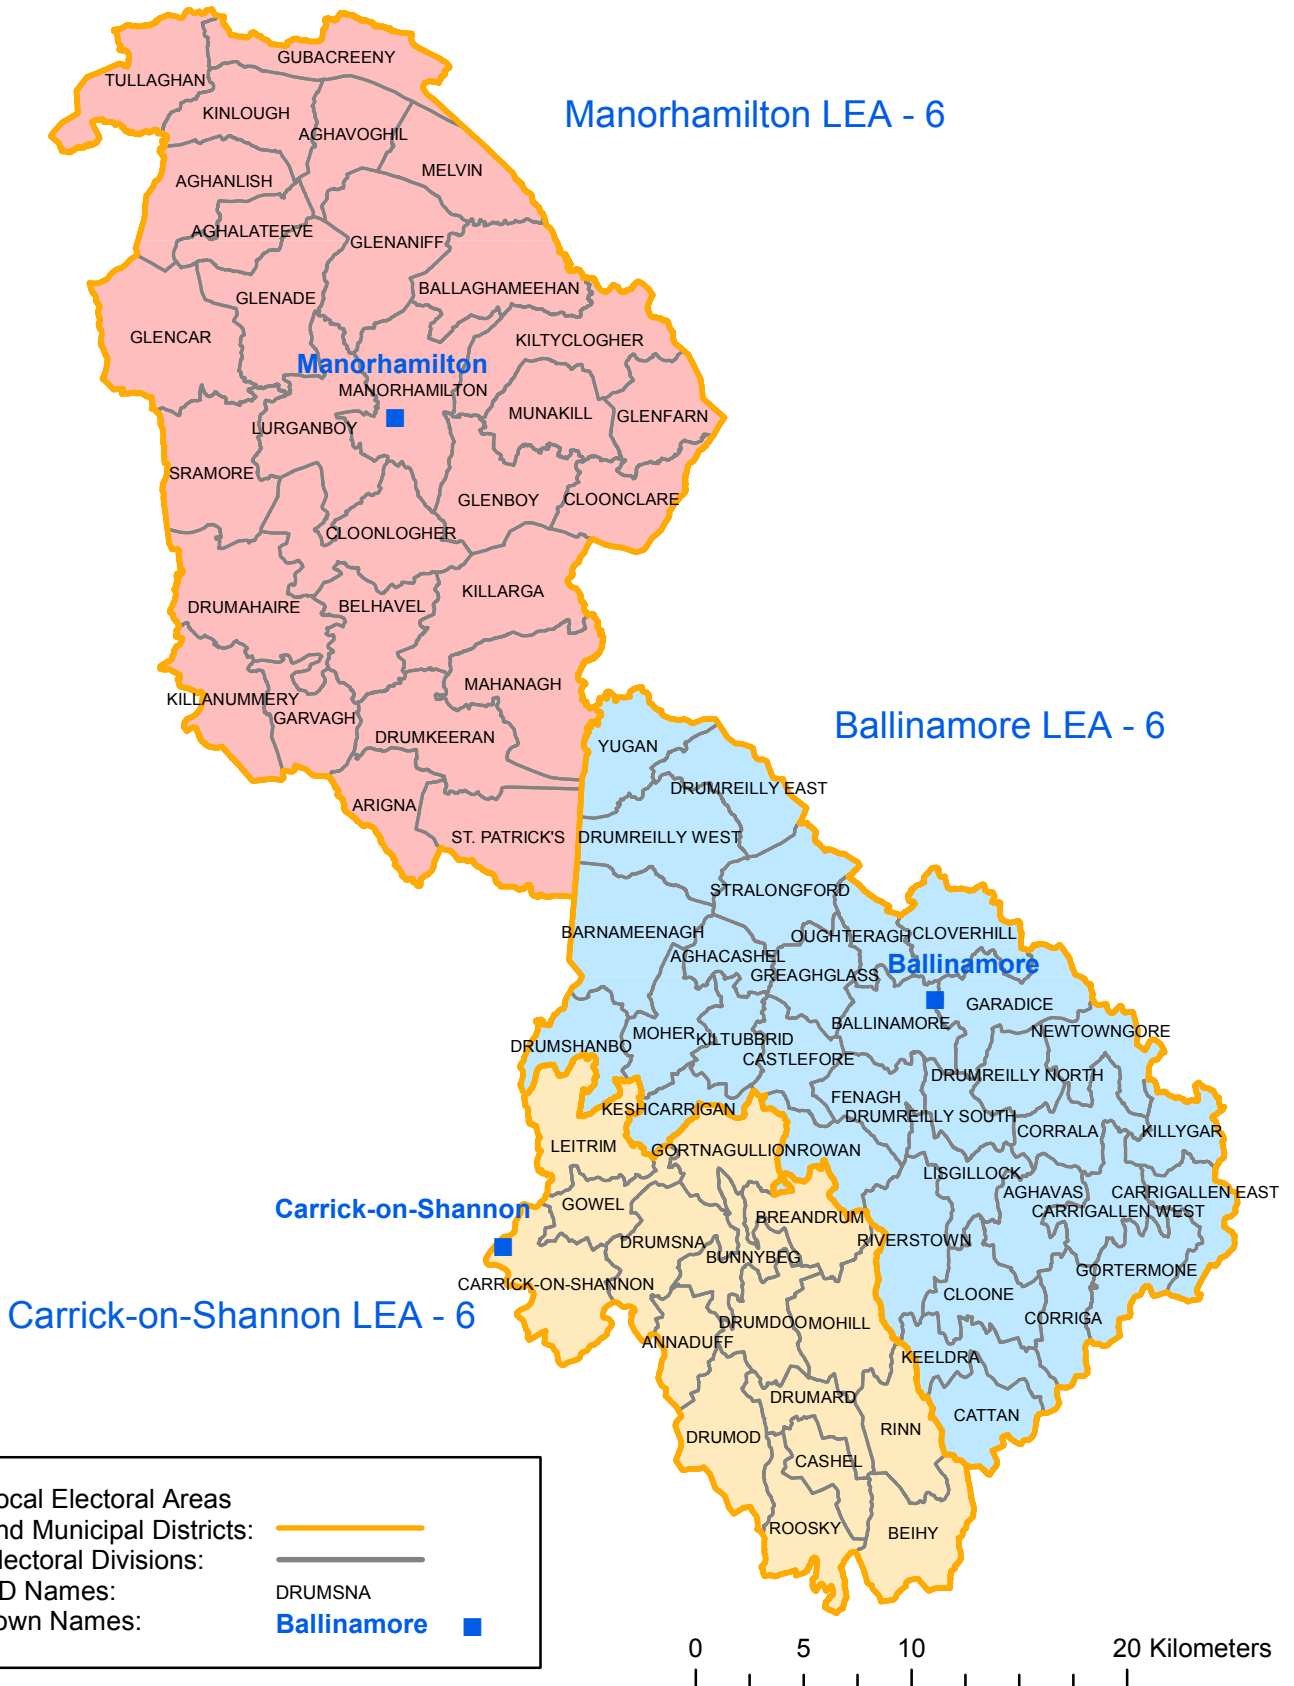 GUBACREENY
TULLAGHAN
Manorhamilton LEA - 6
KINLOUGH
AGHAVOGHIL
MELVIN
AGHANLISH
AGHALATEEVE
GLENANIFF
BALLAGHAMEEHAN
GLENADE
GLENCAR
KILTYCLOGHER
Manorhamilton
MANORHAMILTON
MUNAKILL
GLENFARN
LURGANBOY
SRAMORE
GLENBOY
CLOONCLARE
CLOONLOGHER
KILLARGA
DRUMAHAIRE
BELHAVEL
MAHANAGH
KILLANUMMERY
GARVAGH
Ballinamore LEA - 6
DRUMKEERAN
YUGAN
DRUMREILLY EAST
ARIGNA
ST. PATRICK'S
DRUMREILLY WEST
STRALONGFORD
BARNAMEENAGH
OUGHTERAGH
CLOVERHILL
AGHACASHEL
Ballinamore
GREAGHGLASS
GARADICE
BALLINAMORE
NEWTOWNGORE
MOHER
KILTUBBRID
DRUMSHANBO
CASTLEFORE
DRUMREILLY NORTH
FENAGH
KESHCARRIGAN
DRUMREILLY SOUTH
CORRALA
KILLYGAR
LEITRIM
GORTNAGULLION
ROWAN
LISGILLOCK
AGHAVAS
CARRIGALLEN EAST
GOWEL
Carrick-on-Shannon
CARRIGALLEN WEST
BREANDRUM
DRUMSNA
RIVERSTOWN
BUNNYBEG
GORTERMONE
CARRICK-ON-SHANNON
CLOONE
Carrick-on-Shannon LEA - 6
CORRIGA
DRUMDOO
MOHILL
ANNADUFF
KEELDRA
DRUMARD
CATTAN
RINN
DRUMOD
CASHEL
ROOSKY
BEIHY
ocal Electoral Areas
nd Municipal Districts:
lectoral Divisions:
D Names:
DRUMSNA
own Names:
Ballinamore
0 5 10 20 Kilometers